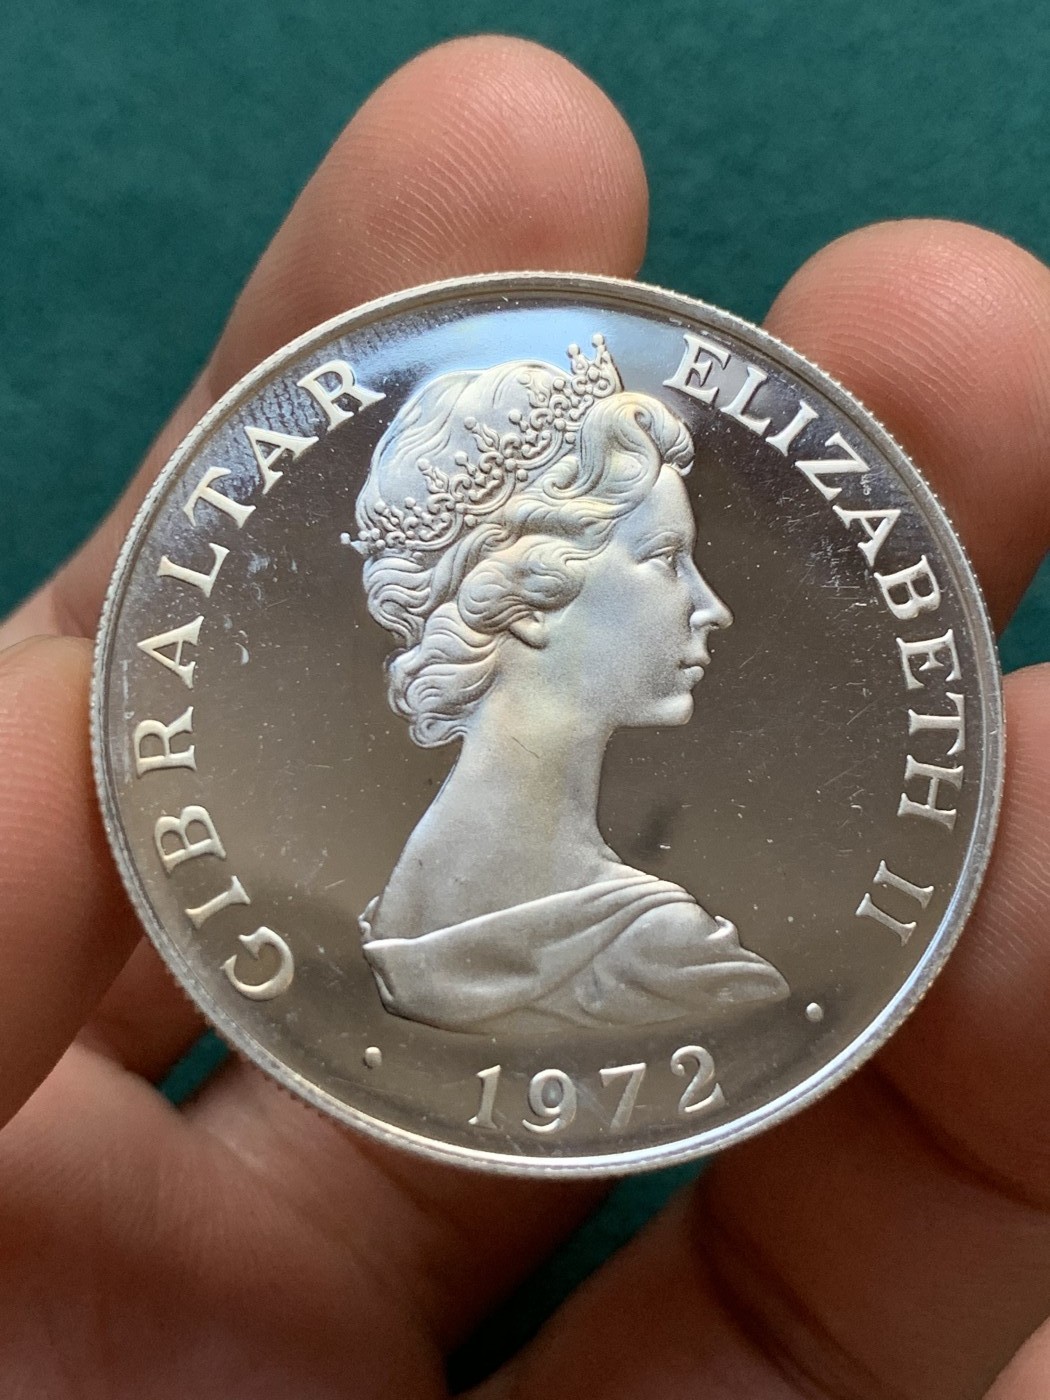 GIBRALTAR ELIZABETH II
· 1972 ·